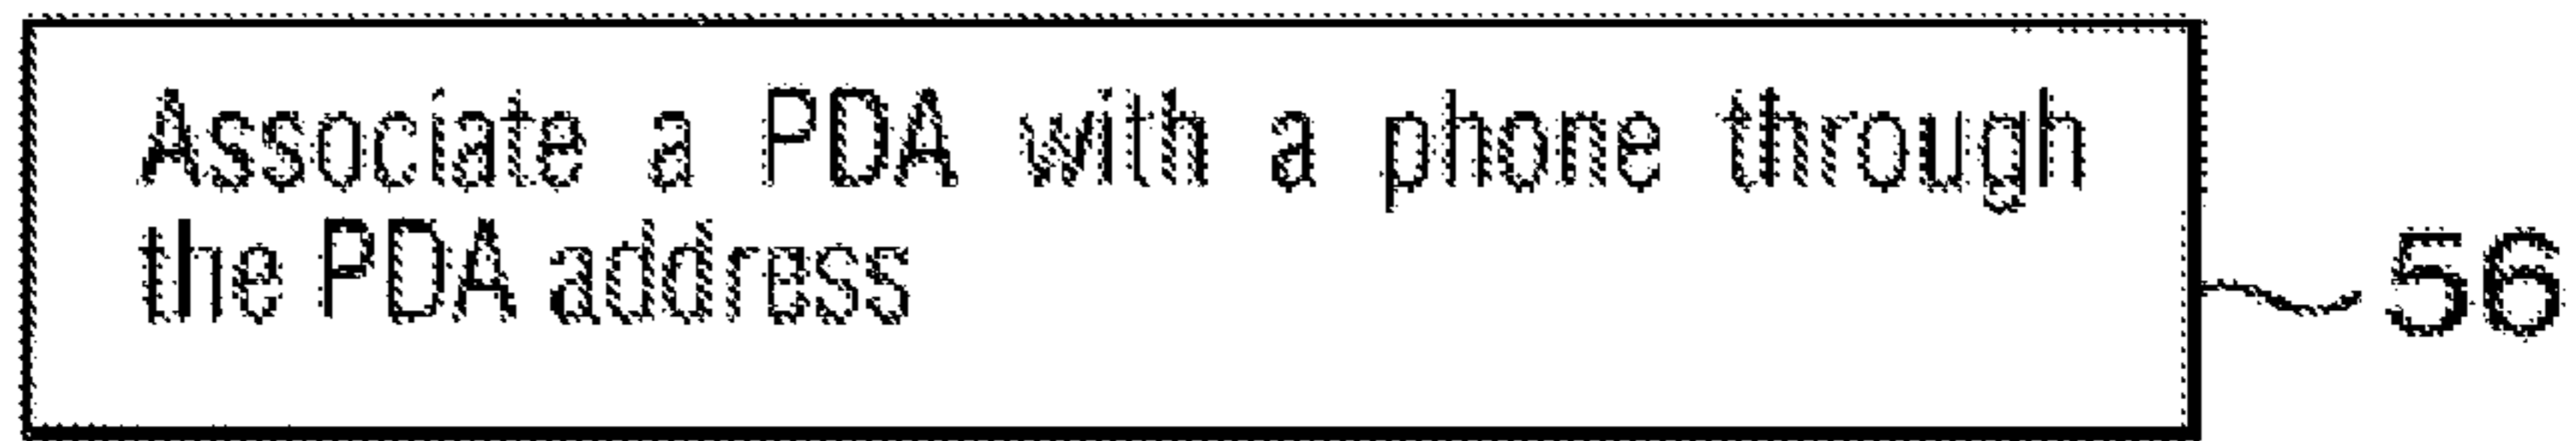 Associate a PDA with a phone through
the PDA address
56